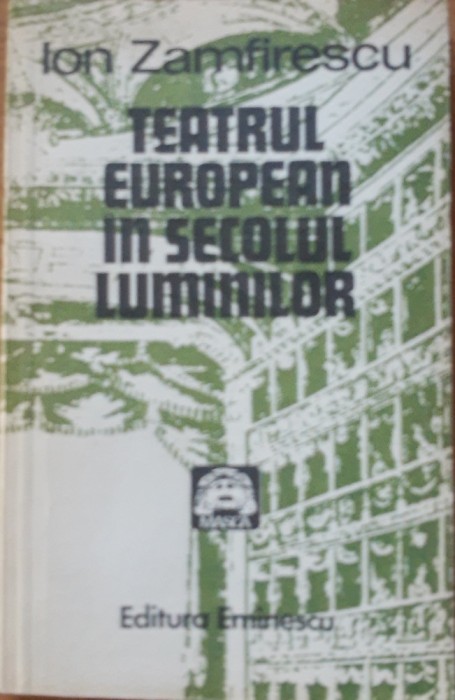 Ion Zamfirescu
TEATRUL
EUROPEAN
IN SECOLUL
LUMINILOR
MASCA
Editura Eminescu